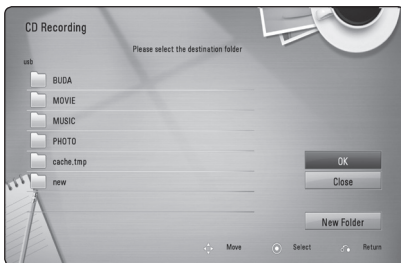 CD Recording
Please select the destination folder
usb
BUDA
MOVIE
MUSIC
PHOTO
cache.tmp
new
OK
Close
New Folder
Move Select Return